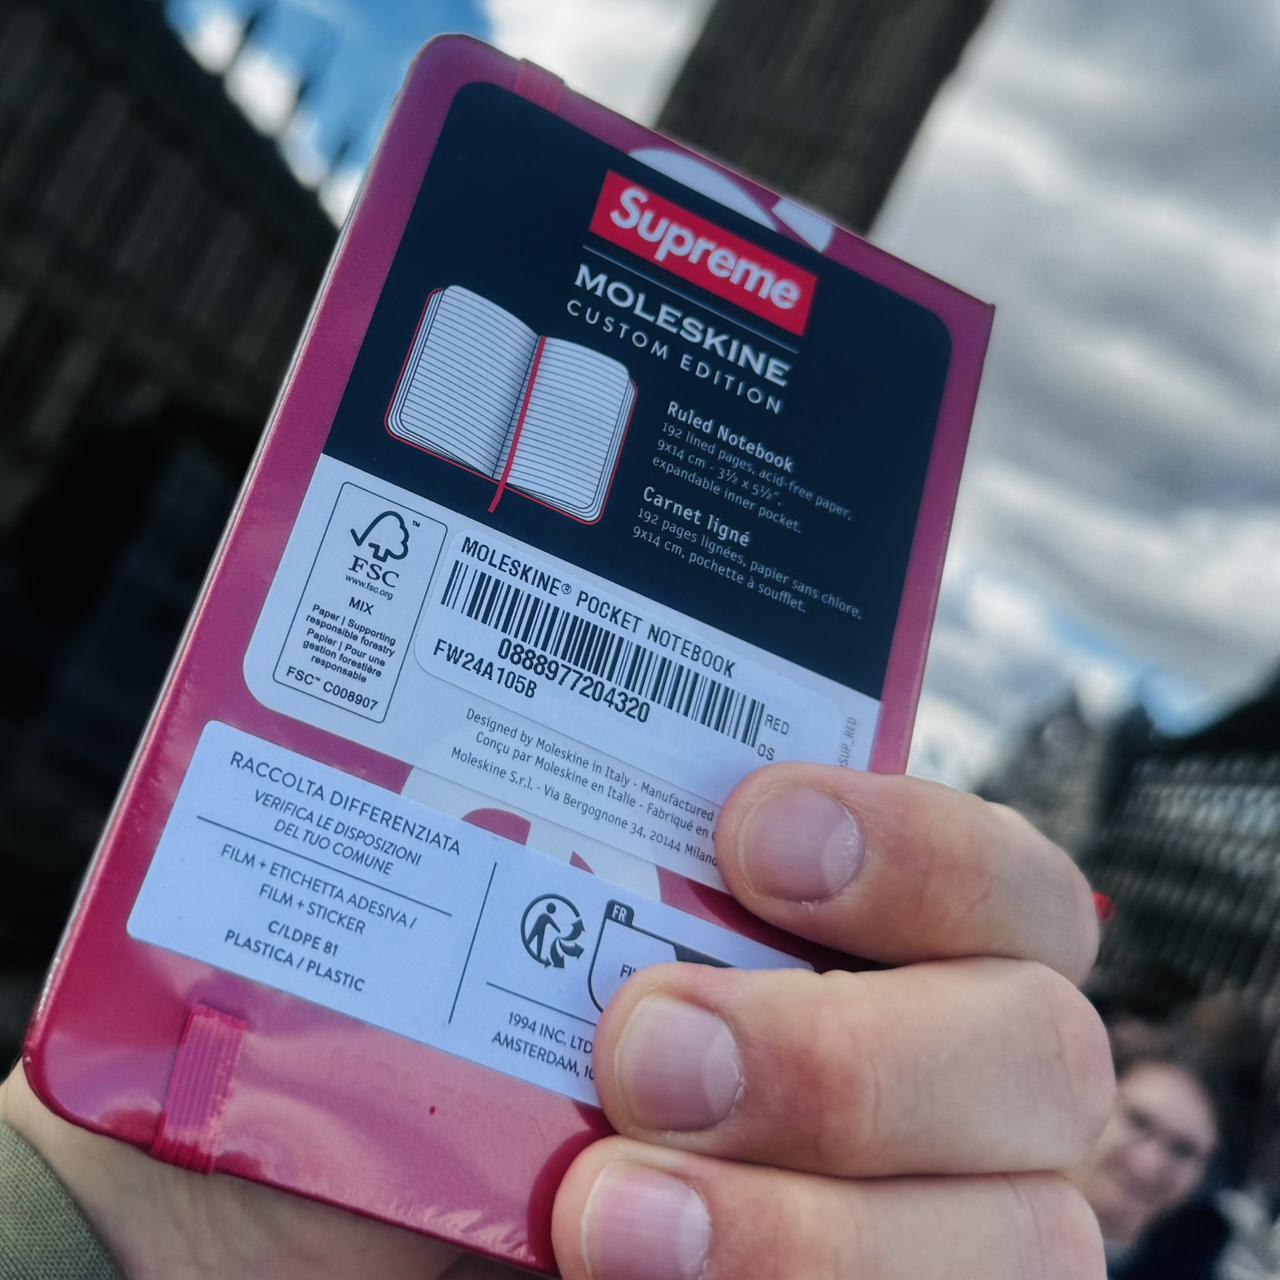 Supreme
MOLESKINE
CUSTOM EDITION
Ruled Notebook
192 lined pages, acid-free paper.
9x14 cm - 3½ x 5½”.
expandable inner pocket.
Carnet ligné
192 pages lignées, papier sans chlore.
9x14 cm, pochette à soufflet.
FSC
™
www.fsc.org
MIX
Paper | Supporting
responsible forestry
Papier | Pour une
gestion forestière
responsable
FSC™ C008907
MOLESKINE® POCKET NOTEBOOK
0888977204320
FW24A105B
RED
OS
SUP_RED
Designed by Moleskine in Italy - Manufactured
Conçu par Moleskine en Italie - Fabriqué en
Moleskine S.r.l. - Via Bergognone 34, 20144 Milano
RACCOLTA DIFFERENZIATA
VERIFICA LE DISPOSIZIONI
DEL TUO COMUNE
FILM + ETICHETTA ADESIVA /
FILM + STICKER
C/LDPE 81
PLASTICA / PLASTIC
FR
1994 INC. LTD
AMSTERDAM,